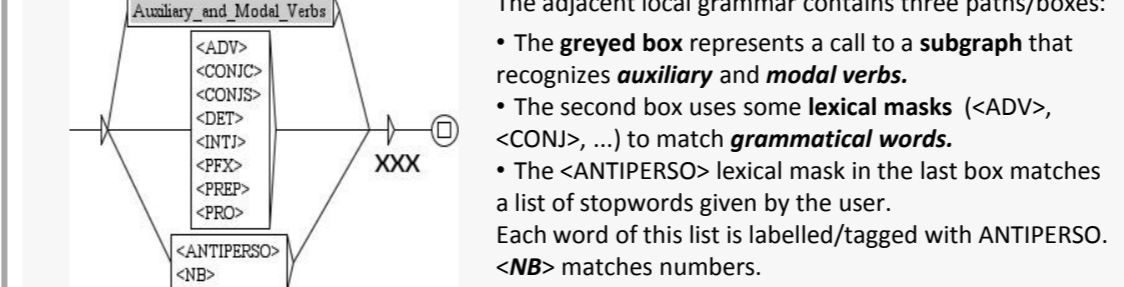 Auxiliary_and_Modal_Verbs
<ADV>
<CONJC>
<CONJS>
<DET>
<INTJ>
<PFX>
<PREP>
<PRO>
<ANTIPERSO>
<NB>
XXX
The adjacent local grammar contains three paths/boxes:
• The greyed box represents a call to a subgraph that
recognizes auxiliary and modal verbs.
• The second box uses some lexical masks (<ADV>,
<CONJ>, ...) to match grammatical words.
• The <ANTIPERSO> lexical mask in the last box matches
a list of stopwords given by the user.
Each word of this list is labelled/tagged with ANTIPERSO.
<NB> matches numbers.